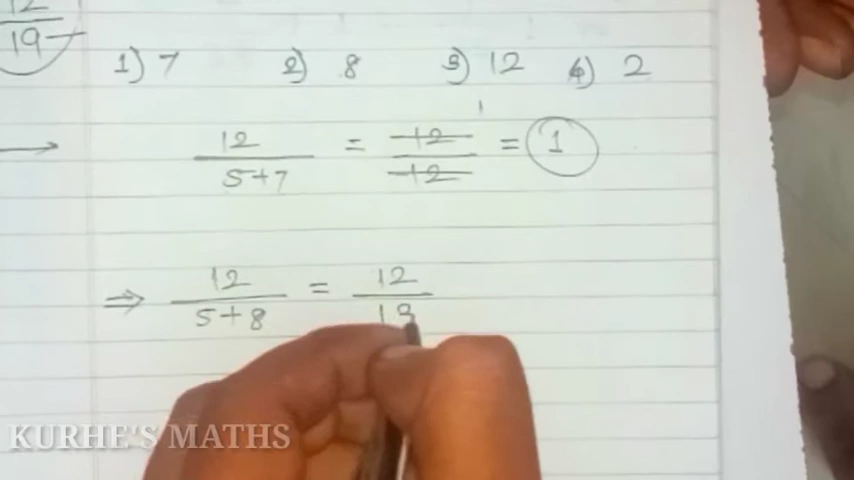 12
19
1) 7 2) 8 3) 12 4) 2
12 / 5+7 = 12 / 12 1 = 1
⇒ 12 / 5+8 = 12 / 13
KURHE'S MATHS